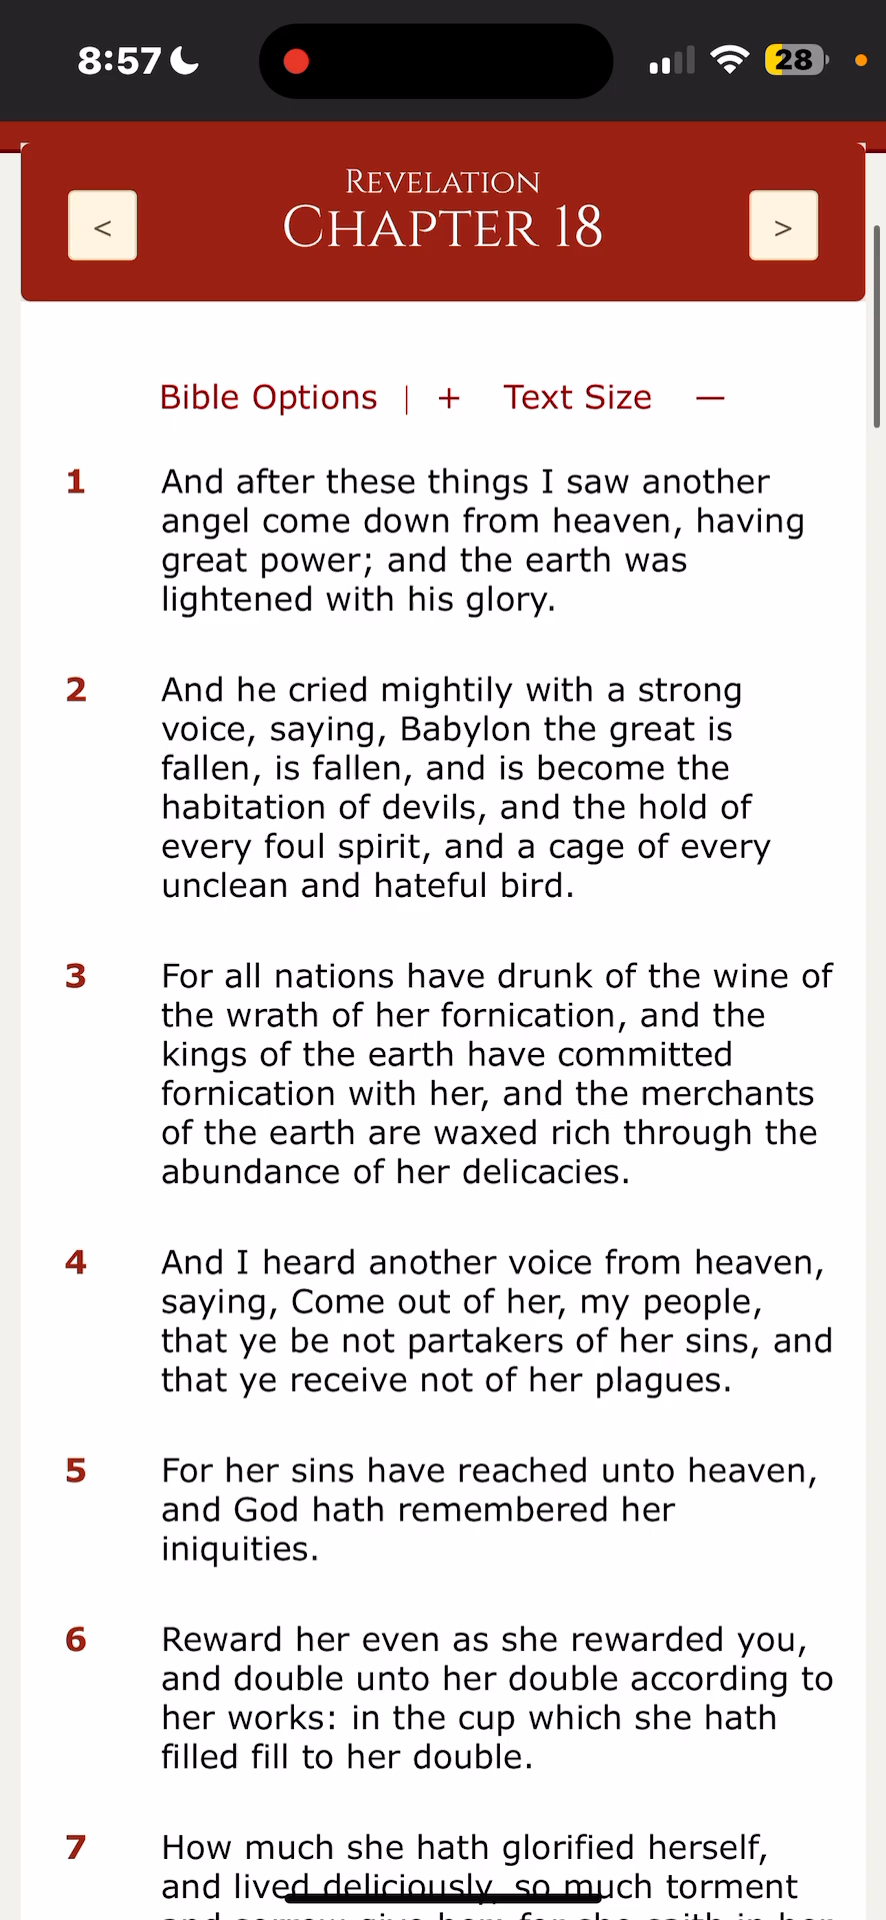 8:57
28
Revelation
Chapter 18
<
>
Bible Options | + Text Size —
1 And after these things I saw another
angel come down from heaven, having
great power; and the earth was
lightened with his glory.
2 And he cried mightily with a strong
voice, saying, Babylon the great is
fallen, is fallen, and is become the
habitation of devils, and the hold of
every foul spirit, and a cage of every
unclean and hateful bird.
3 For all nations have drunk of the wine of
the wrath of her fornication, and the
kings of the earth have committed
fornication with her, and the merchants
of the earth are waxed rich through the
abundance of her delicacies.
4 And I heard another voice from heaven,
saying, Come out of her, my people,
that ye be not partakers of her sins, and
that ye receive not of her plagues.
5 For her sins have reached unto heaven,
and God hath remembered her
iniquities.
6 Reward her even as she rewarded you,
and double unto her double according to
her works: in the cup which she hath
filled fill to her double.
7 How much she hath glorified herself,
and lived deliciously, so much torment